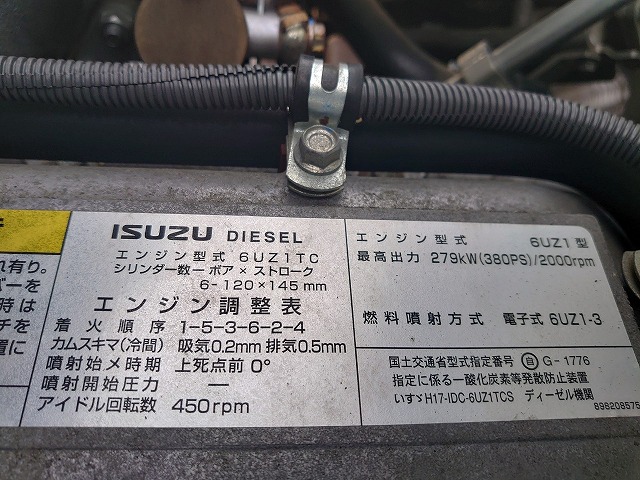 れ有り。
バーを
時は
チを
置に
ISUZU DIESEL
エンジン型式 6UZ1TC
シリンダー数ーボア×ストローク
6-120×145mm
エンジン調整表
着火順序 1-5-3-6-2-4
カムスキマ(冷間) 吸気0.2mm 排気0.5mm
噴射始メ時期 上死点前 0°
噴射開始圧力 ―
アイドル回転数 450rpm
エンジン型式 6UZ1型
最高出力 279kW(380PS)/2000rpm
燃料噴射方式 電子式 6UZ1-3
国土交通省型式指定番号 自 G-1776
指定に係る一酸化炭素等発散防止装置
いすゞH17-IDC-6UZ1TCS ディーゼル機関
898208575